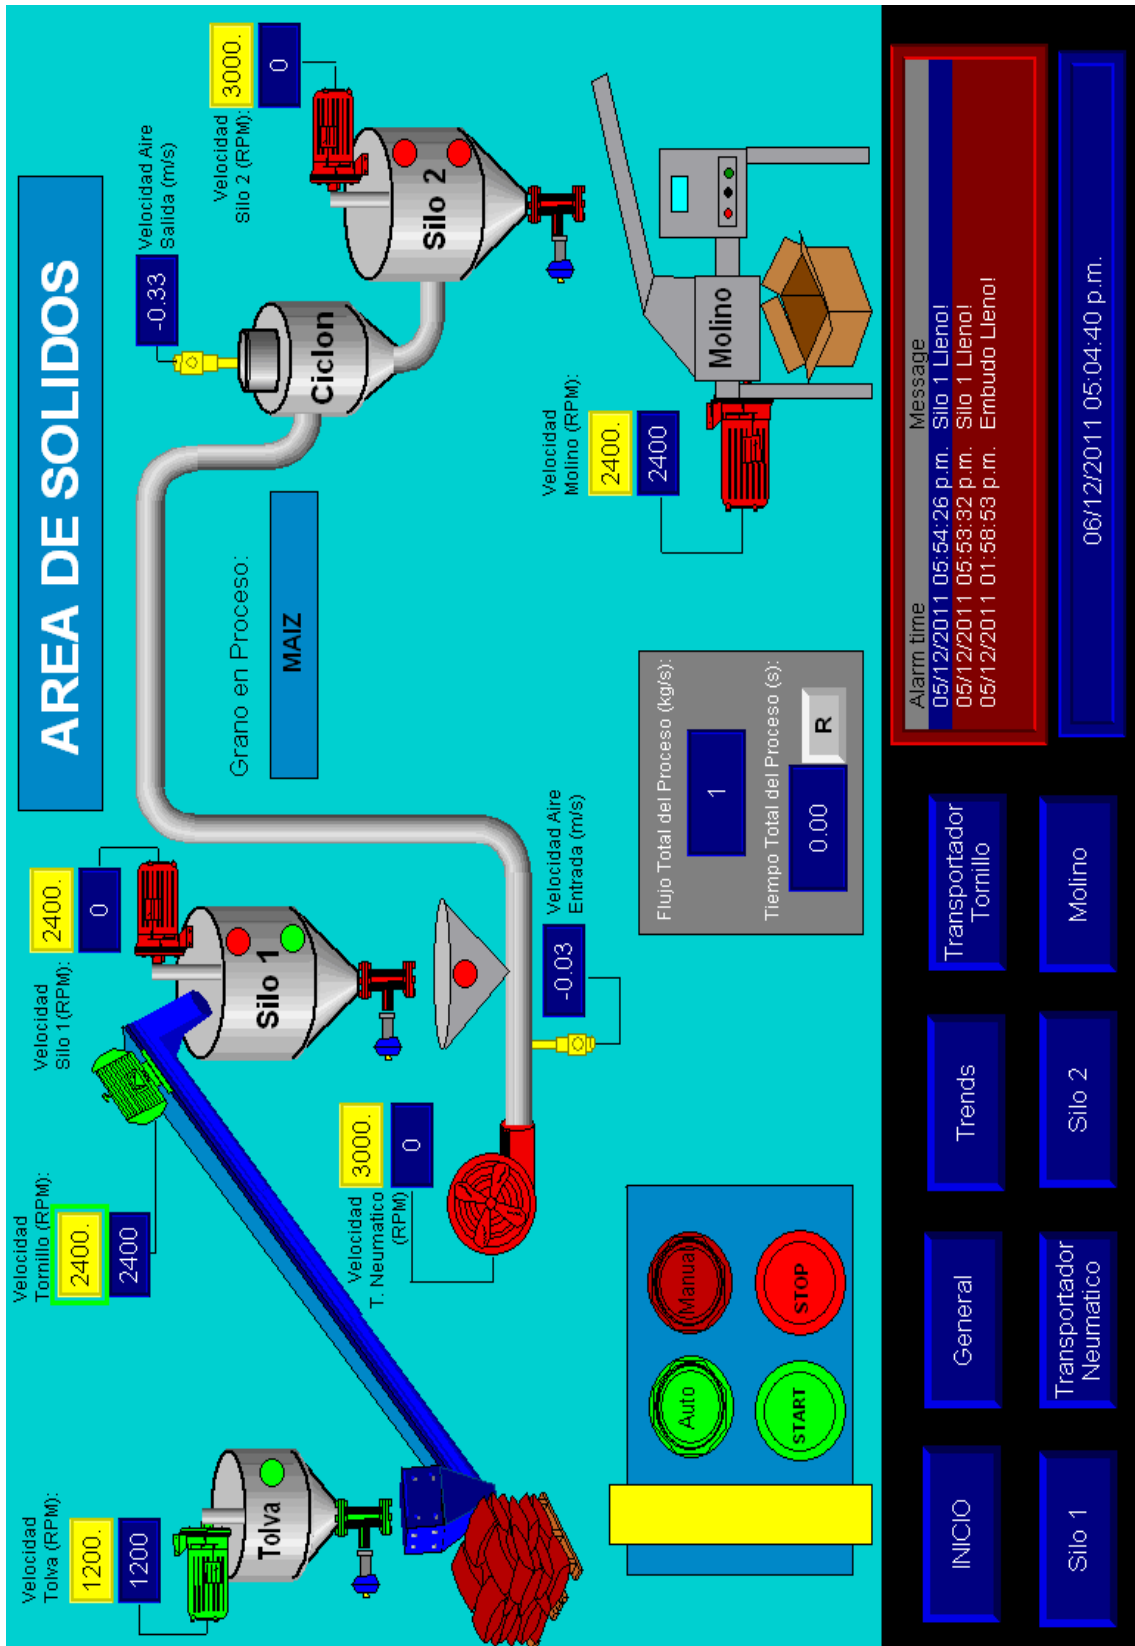 AREA DE SOLIDOS
Velocidad
Tolva (RPM):
1200.
1200
Tolva
Velocidad
Tornillo (RPM):
2400.
2400
Velocidad
Silo 1 (RPM):
2400.
0
Silo 1
Velocidad Aire
Salida (m/s)
-0.33
Ciclon
Velocidad
Silo 2 (RPM):
3000.
0
Silo 2
Grano en Proceso:
MAIZ
Velocidad
T. Neumatico
(RPM)
3000.
0
Velocidad Aire
Entrada (m/s)
-0.03
Velocidad
Molino (RPM):
2400.
2400
Molino
Auto
Manual
START
STOP
Flujo Total del Proceso (kg/s):
1
Tiempo Total del Proceso (s):
0.00
R
INICIO
General
Trends
Transportador
Tornillo
Silo 1
Transportador
Neumatico
Silo 2
Molino
Alarm time Message
05/12/2011 05:54:26 p.m. Silo 1 Lleno!
05/12/2011 05:53:32 p.m. Silo 1 Lleno!
05/12/2011 01:58:53 p.m. Embudo Lleno!
06/12/2011 05:04:40 p.m.